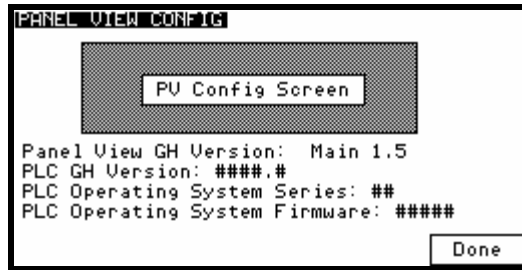 PANEL VIEW CONFIG
PV Config Screen
Panel View GH Version: Main 1.5
PLC GH Version: ####.#
PLC Operating System Series: ##
PLC Operating System Firmware: #####
Done